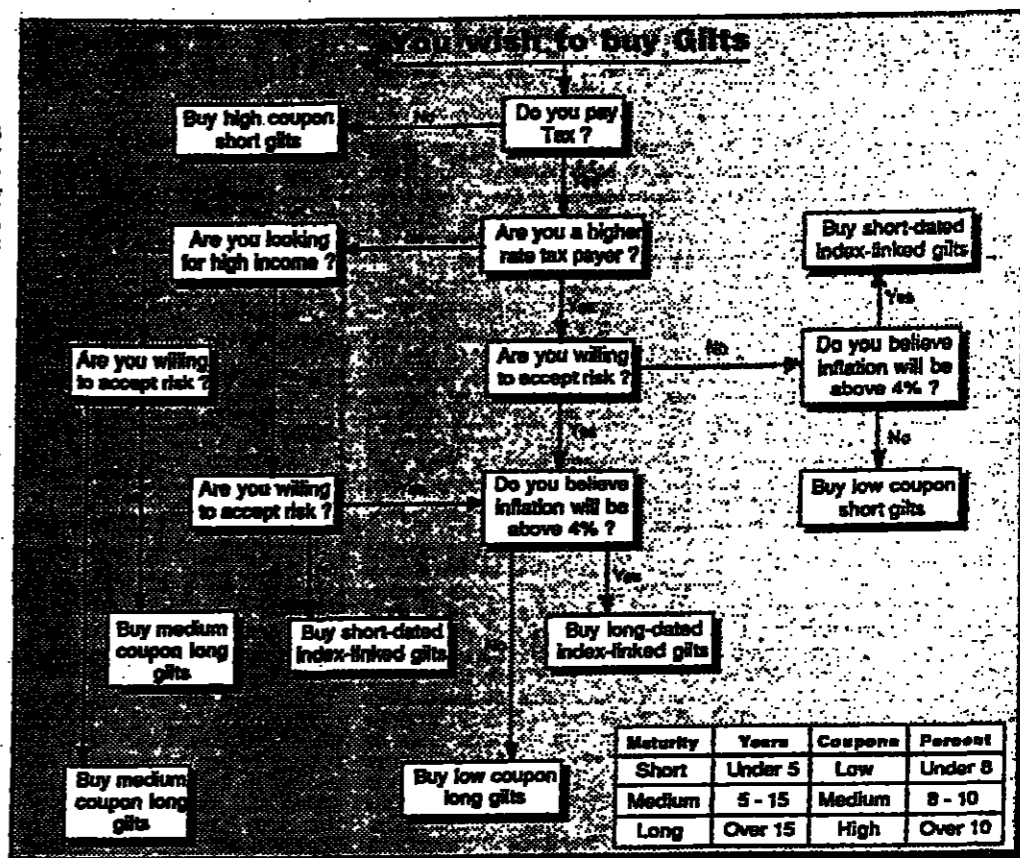 You wish to buy Gilts
Do you pay
Tax ?
No
Buy high coupon
short gilts
Yes
Are you a higher
rate tax payer ?
Are you looking
for high income ?
Buy short-dated
index-linked gilts
Yes
Yes
Are you willing
to accept risk ?
No
Do you believe
inflation will be
above 4% ?
Are you willing
to accept risk ?
Yes
No
Buy low coupon
short gilts
Are you willing
to accept risk ?
Do you believe
inflation will be
above 4% ?
Yes
No
Buy medium
coupon long
gilts
Buy short-dated
index-linked gilts
Buy long-dated
index-linked gilts
Buy medium
coupon long
gilts
Buy low coupon
long gilts
Maturity Years Coupons Percent
Short Under 5 Low Under 8
Medium 5 - 15 Medium 8 - 10
Long Over 15 High Over 10